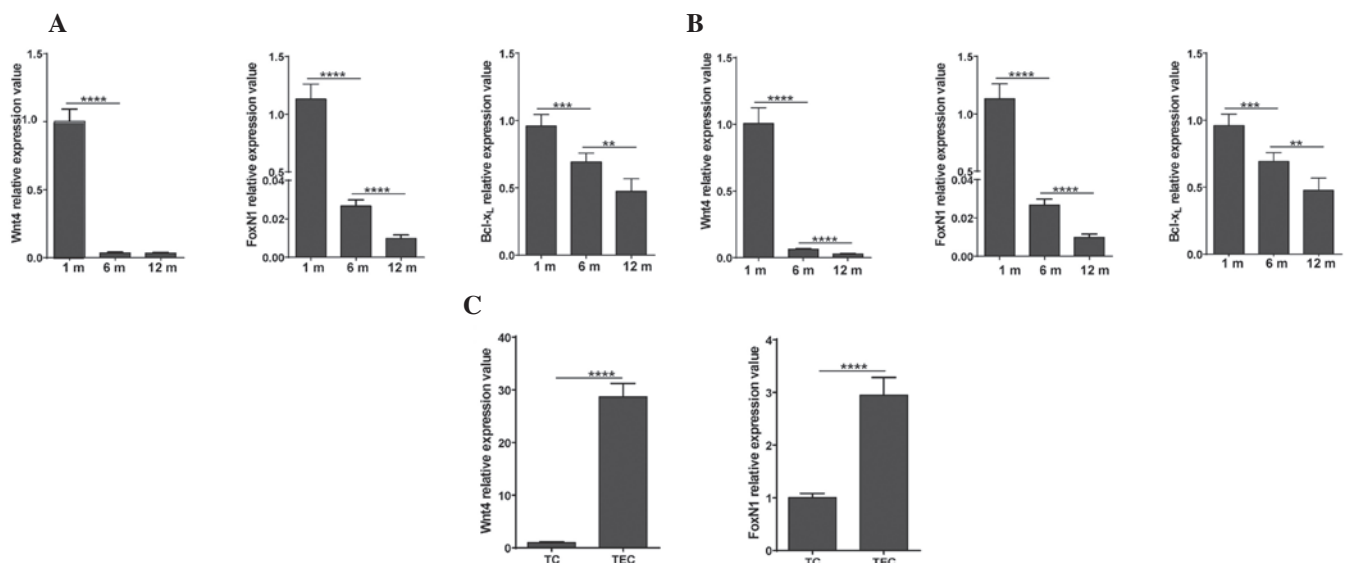 A
Wnt4 relative expression value
1.5
1.0
0.5
0.0
****
1 m 6 m 12 m
FoxN1 relative expression value
1.5
1.0
0.5
0.04
0.02
0.00
****
****
1 m 6 m 12 m
Bcl-xL relative expression value
1.5
1.0
0.5
0.0
***
**
1 m 6 m 12 m
B
Wnt4 relative expression value
1.5
1.0
0.5
0.0
****
****
1 m 6 m 12 m
FoxN1 relative expression value
1.5
1.0
0.5
0.04
0.02
0.00
****
****
1 m 6 m 12 m
Bcl-xL relative expression value
1.5
1.0
0.5
0.0
***
**
1 m 6 m 12 m
C
Wnt4 relative expression value
40
30
20
10
0
****
TC TEC
FoxN1 relative expression value
4
3
2
1
0
****
TC TEC